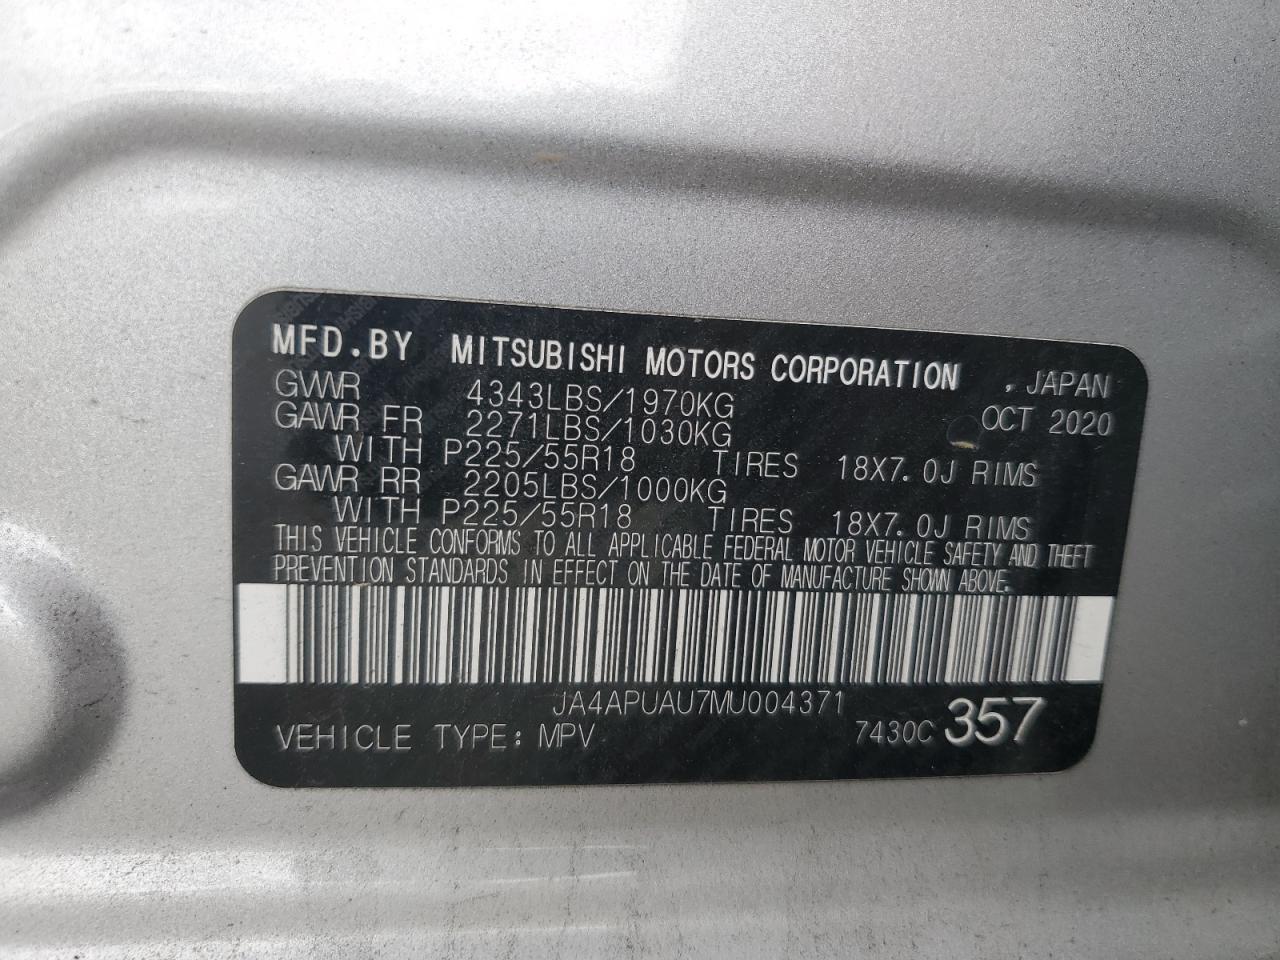 MFD.BY MITSUBISHI MOTORS CORPORATION , JAPAN
GVWR 4343LBS/1970KG OCT 2020
GAWR FR 2271LBS/1030KG
WITH P225/55R18 TIRES 18X7.0J RIMS
GAWR RR 2205LBS/1000KG
WITH P225/55R18 TIRES 18X7.0J RIMS
THIS VEHICLE CONFORMS TO ALL APPLICABLE FEDERAL MOTOR VEHICLE SAFETY AND THEFT
PREVENTION STANDARDS IN EFFECT ON THE DATE OF MANUFACTURE SHOWN ABOVE.
JA4APUAU7MU004371
VEHICLE TYPE: MPV 7430C 357